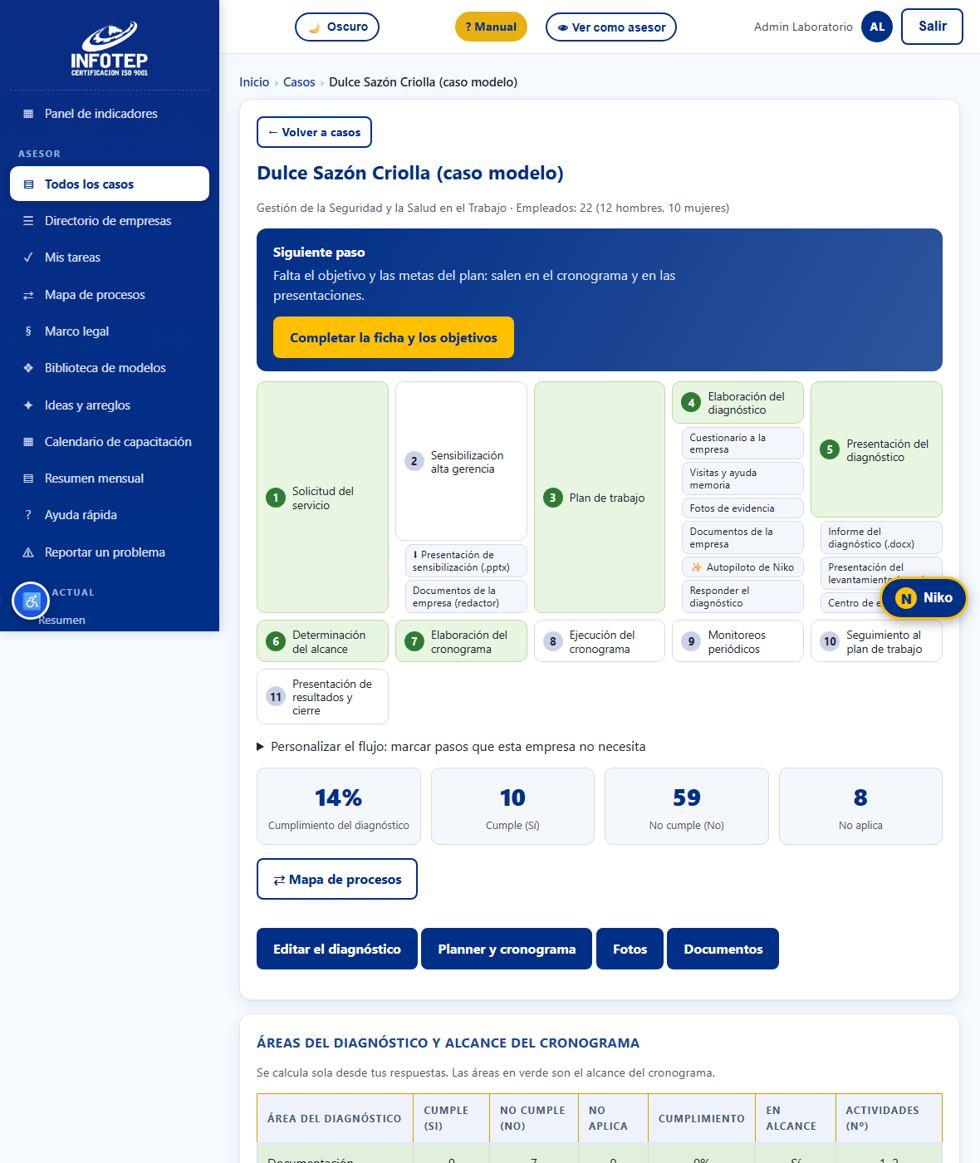 INFOTEP
CERTIFICACION ISO 9001
Oscuro
? Manual
Ver como asesor
Admin Laboratorio
AL
Salir
Panel de indicadores
ASESOR
Todos los casos
Directorio de empresas
Mis tareas
Mapa de procesos
§ Marco legal
Biblioteca de modelos
Ideas y arreglos
Calendario de capacitación
Resumen mensual
? Ayuda rápida
Reportar un problema
ACTUAL
Resumen
Inicio › Casos › Dulce Sazón Criolla (caso modelo)
← Volver a casos
Dulce Sazón Criolla (caso modelo)
Gestión de la Seguridad y la Salud en el Trabajo · Empleados: 22 (12 hombres, 10 mujeres)
Siguiente paso
Falta el objetivo y las metas del plan: salen en el cronograma y en las
presentaciones.
Completar la ficha y los objetivos
1 Solicitud del
servicio
2 Sensibilización
alta gerencia
⬇ Presentación de
sensibilización (.pptx)
Documentos de la
empresa (redactor)
3 Plan de trabajo
4 Elaboración del
diagnóstico
Cuestionario a la
empresa
Visitas y ayuda
memoria
Fotos de evidencia
Documentos de la
empresa
✨ Autopiloto de Niko
Responder el
diagnóstico
5 Presentación del
diagnóstico
Informe del
diagnóstico (.docx)
Presentación del
levantamiento
Centro de
N Niko
6 Determinación
del alcance
7 Elaboración del
cronograma
8 Ejecución del
cronograma
9 Monitoreos
periódicos
10 Seguimiento al
plan de trabajo
11 Presentación de
resultados y
cierre
▶ Personalizar el flujo: marcar pasos que esta empresa no necesita
14%
Cumplimiento del diagnóstico
10
Cumple (Sí)
59
No cumple (No)
8
No aplica
⇄ Mapa de procesos
Editar el diagnóstico
Planner y cronograma
Fotos
Documentos
ÁREAS DEL DIAGNÓSTICO Y ALCANCE DEL CRONOGRAMA
Se calcula sola desde tus respuestas. Las áreas en verde son el alcance del cronograma.
ÁREA DEL DIAGNÓSTICO
CUMPLE
(SI)
NO CUMPLE
(NO)
NO
APLICA
CUMPLIMIENTO
EN
ALCANCE
ACTIVIDADES
(Nº)
Documentación 0 7 0 0% Sí 1, 2